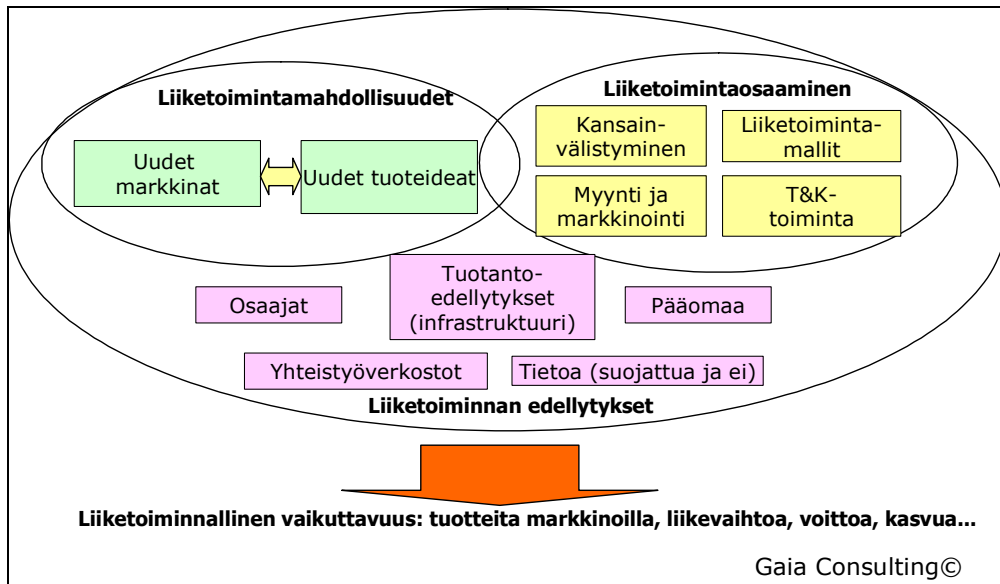 Liiketoimintamahdollisuudet
Uudet
markkinat
Uudet tuoteideat
Liiketoimintaosaaminen
Kansain-
välistyminen
Liiketoiminta-
mallit
Myynti ja
markkinointi
T&K-
toiminta
Osaajat
Tuotanto-
edellytykset
(infrastruktuuri)
Pääomaa
Yhteistyöverkostot
Tietoa (suojattua ja ei)
Liiketoiminnan edellytykset
Liiketoiminnallinen vaikuttavuus: tuotteita markkinoilla, liikevaihtoa, voittoa, kasvua...
Gaia Consulting©